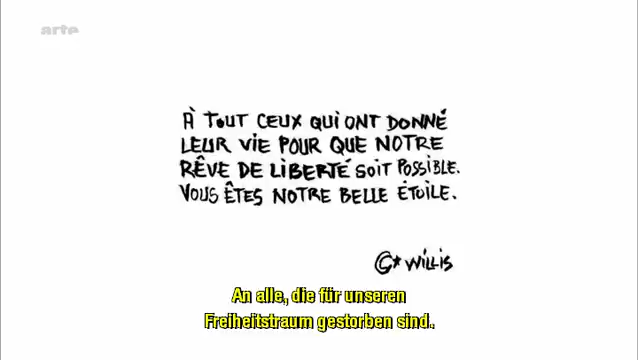 arte
À TOUT CEUX QUI ONT DONNÉ
LEUR VIE POUR QUE NOTRE
RÊVE DE LIBERTÉ SOIT POSSIBLE.
VOUS ÊTES NOTRE BELLE ÉTOILE.
©* WILLIS
An alle, die für unseren
Freiheitstraum gestorben sind.